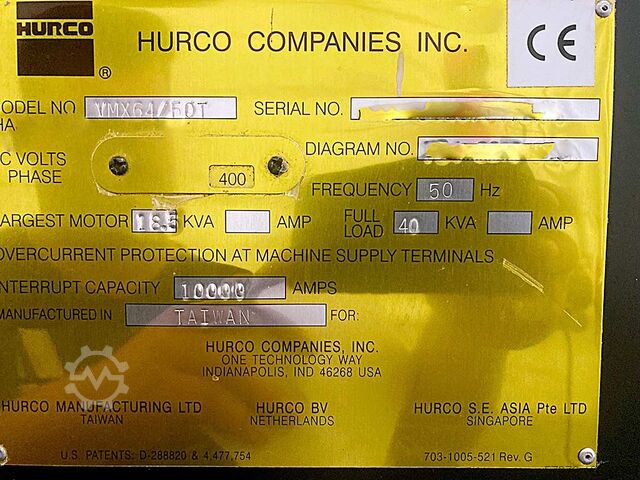 HURCO
®
HURCO COMPANIES INC.
CE
MODEL NO VMX64/50T SERIAL NO.
HA
DIAGRAM NO.
C VOLTS
PHASE 400
FREQUENCY 50 Hz
LARGEST MOTOR 18.5 KVA AMP FULL LOAD 40 KVA AMP
OVERCURRENT PROTECTION AT MACHINE SUPPLY TERMINALS
INTERRUPT CAPACITY 10000 AMPS
MANUFACTURED IN TAIWAN FOR:
HURCO COMPANIES, INC.
ONE TECHNOLOGY WAY
INDIANAPOLIS, IND 46268 USA
HURCO MANUFACTURING LTD
TAIWAN
HURCO BV
NETHERLANDS
HURCO S.E. ASIA Pte LTD
SINGAPORE
U.S. PATENTS: D-288820 & 4,477,754
703-1005-521 Rev. G